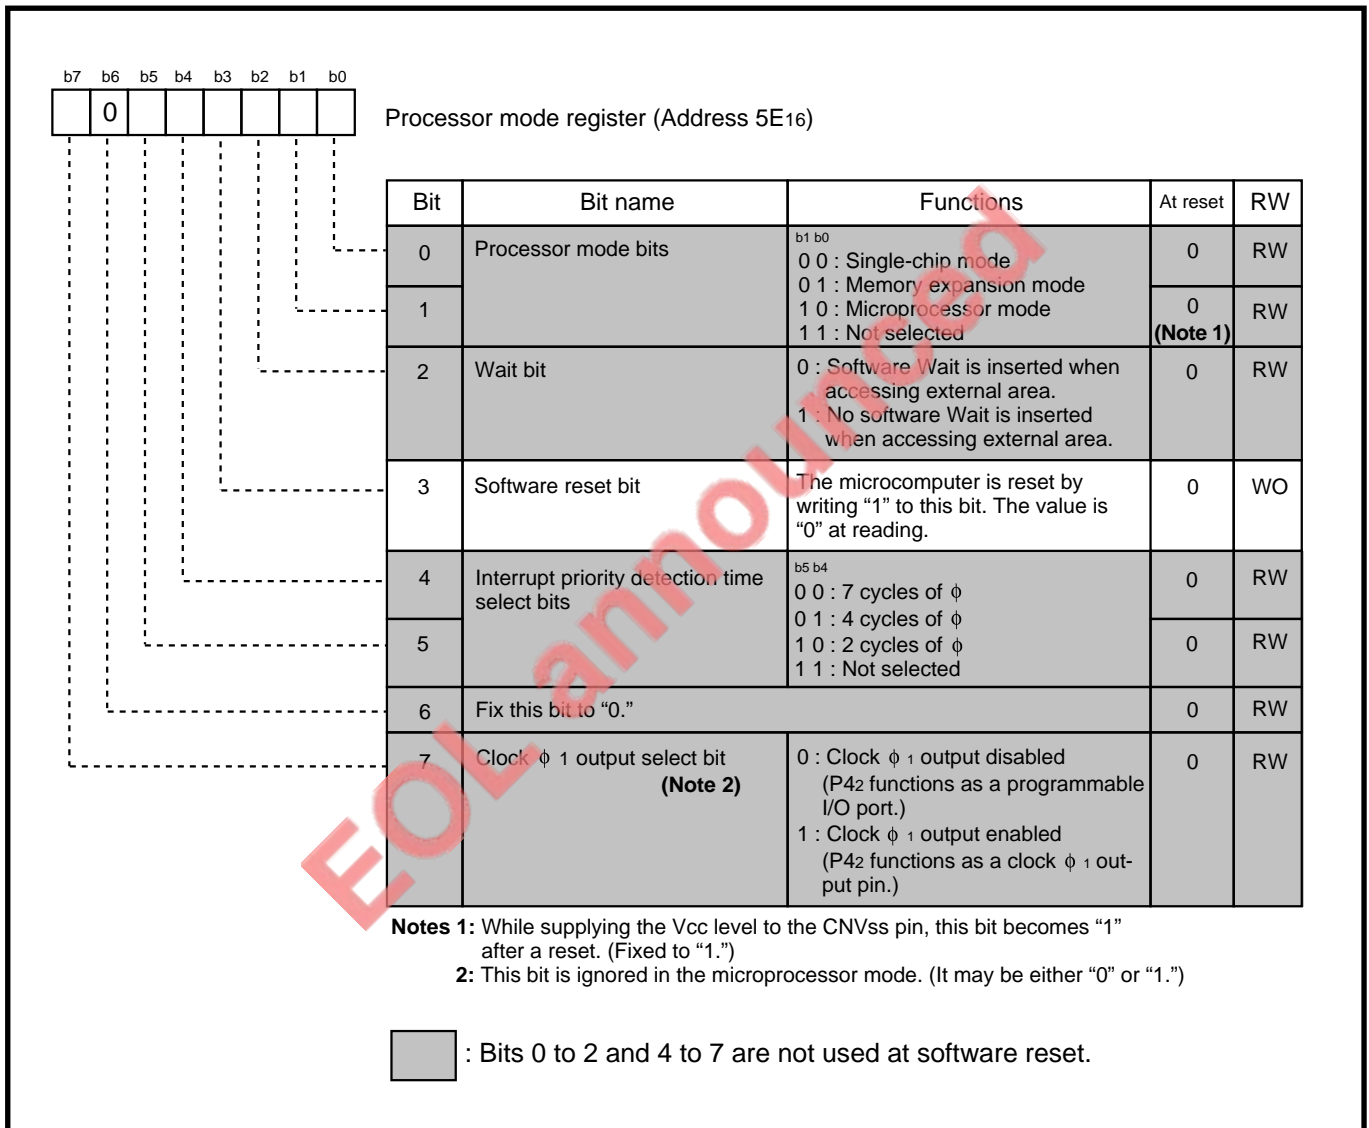 b7 b6 b5 b4 b3 b2 b1 b0
0
Processor mode register (Address 5E16)
Bit Bit name Functions At reset RW
0 Processor mode bits b1 b0 0 RW
0 0 : Single-chip mode
0 1 : Memory expansion mode
1 1 0 : Microprocessor mode 0 RW
1 1 : Not selected (Note 1)
2 Wait bit 0 : Software Wait is inserted when 0 RW
accessing external area.
1 : No software Wait is inserted
when accessing external area.
3 Software reset bit The microcomputer is reset by 0 WO
writing “1” to this bit. The value is
“0” at reading.
4 Interrupt priority detection time b5 b4 0 RW
select bits 0 0 : 7 cycles of ϕ
0 1 : 4 cycles of ϕ
5 1 0 : 2 cycles of ϕ 0 RW
1 1 : Not selected
6 Fix this bit to “0.” 0 RW
7 Clock ϕ 1 output select bit 0 : Clock ϕ 1 output disabled 0 RW
(Note 2) (P42 functions as a programmable
I/O port.)
1 : Clock ϕ 1 output enabled
(P42 functions as a clock ϕ 1 out-
put pin.)
Notes 1: While supplying the Vcc level to the CNVss pin, this bit becomes “1”
after a reset. (Fixed to “1.”)
2: This bit is ignored in the microprocessor mode. (It may be either “0” or “1.”)
: Bits 0 to 2 and 4 to 7 are not used at software reset.
EOL announced